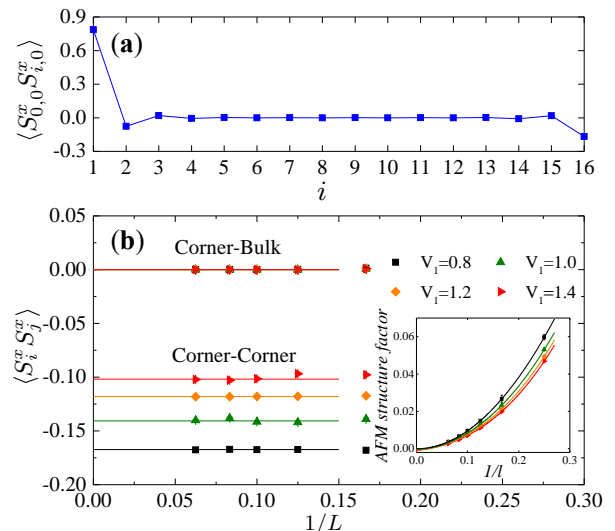 (a)
⟨S^x_{0,0}S^x_{i,0}⟩
0.9
0.6
0.3
0.0
-0.3
1 2 3 4 5 6 7 8 9 10 11 12 13 14 15 16
i
(b)
⟨S^x_i S^x_j⟩
0.05
0.00
-0.05
-0.10
-0.15
-0.20
Corner-Bulk
Corner-Corner
V_1=0.8 V_1=1.0
V_1=1.2 V_1=1.4
AFM structure factor
0.06
0.04
0.02
0.00
0.0 0.1 0.2 0.3
1/l
0.00 0.05 0.10 0.15 0.20 0.25 0.30
1/L